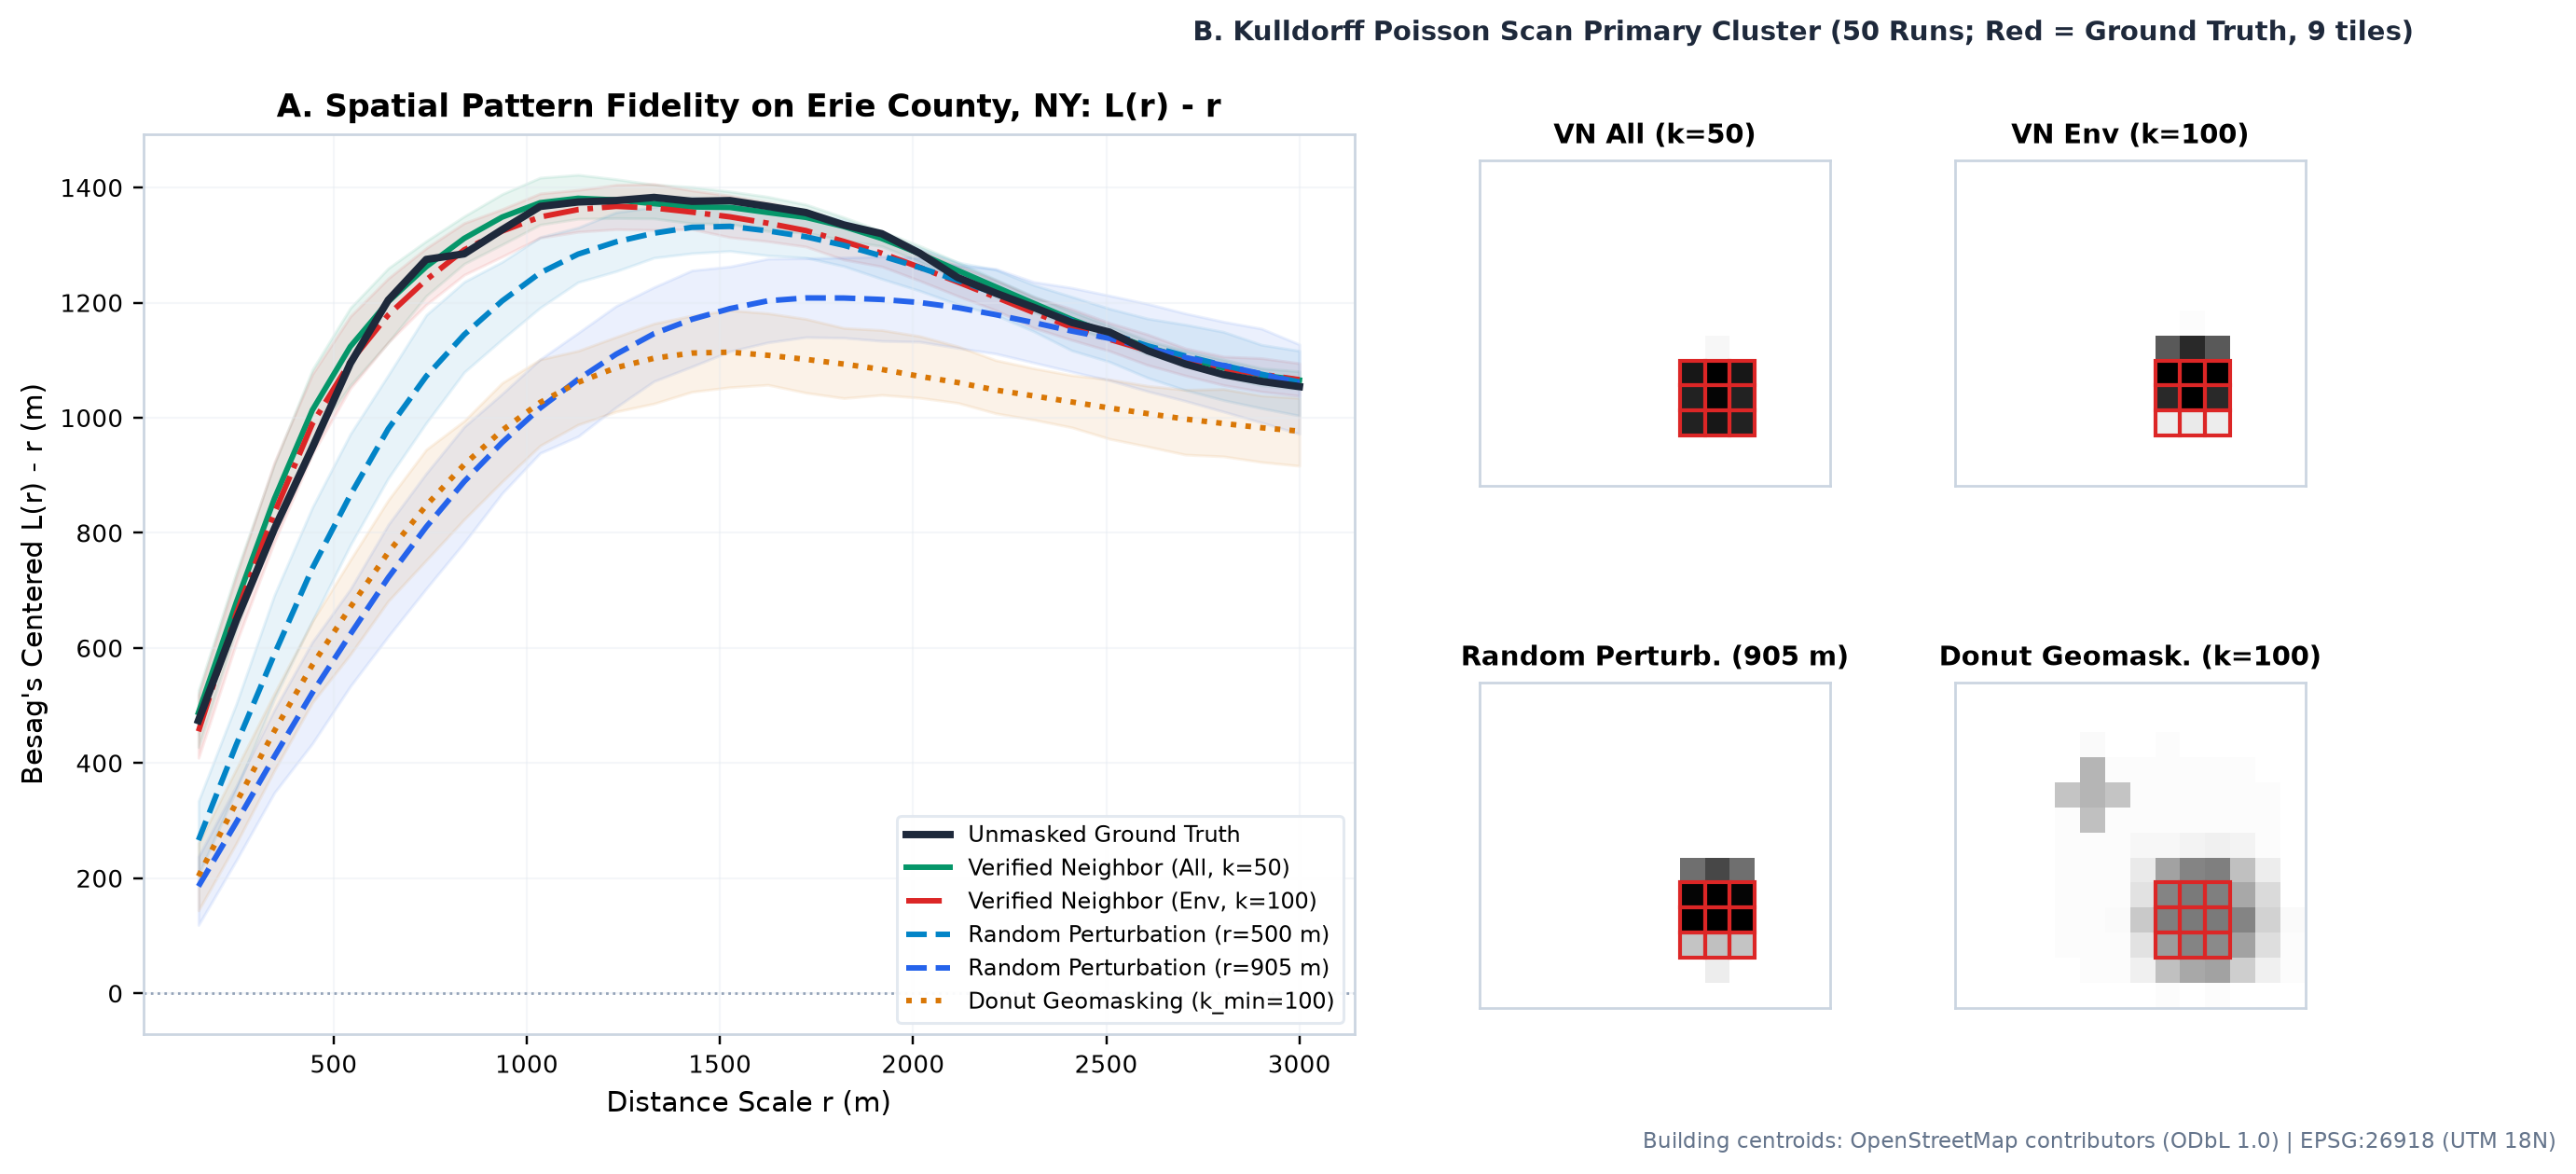 B. Kulldorff Poisson Scan Primary Cluster (50 Runs; Red = Ground Truth, 9 tiles)
A. Spatial Pattern Fidelity on Erie County, NY: L(r) - r
Besag's Centered L(r) - r (m)
1400
1200
1000
800
600
400
200
0
500
1000
1500
2000
2500
3000
Distance Scale r (m)
Unmasked Ground Truth
Verified Neighbor (All, k=50)
Verified Neighbor (Env, k=100)
Random Perturbation (r=500 m)
Random Perturbation (r=905 m)
Donut Geomasking (k_min=100)
VN All (k=50)
VN Env (k=100)
Random Perturb. (905 m)
Donut Geomask. (k=100)
Building centroids: OpenStreetMap contributors (ODbL 1.0) | EPSG:26918 (UTM 18N)